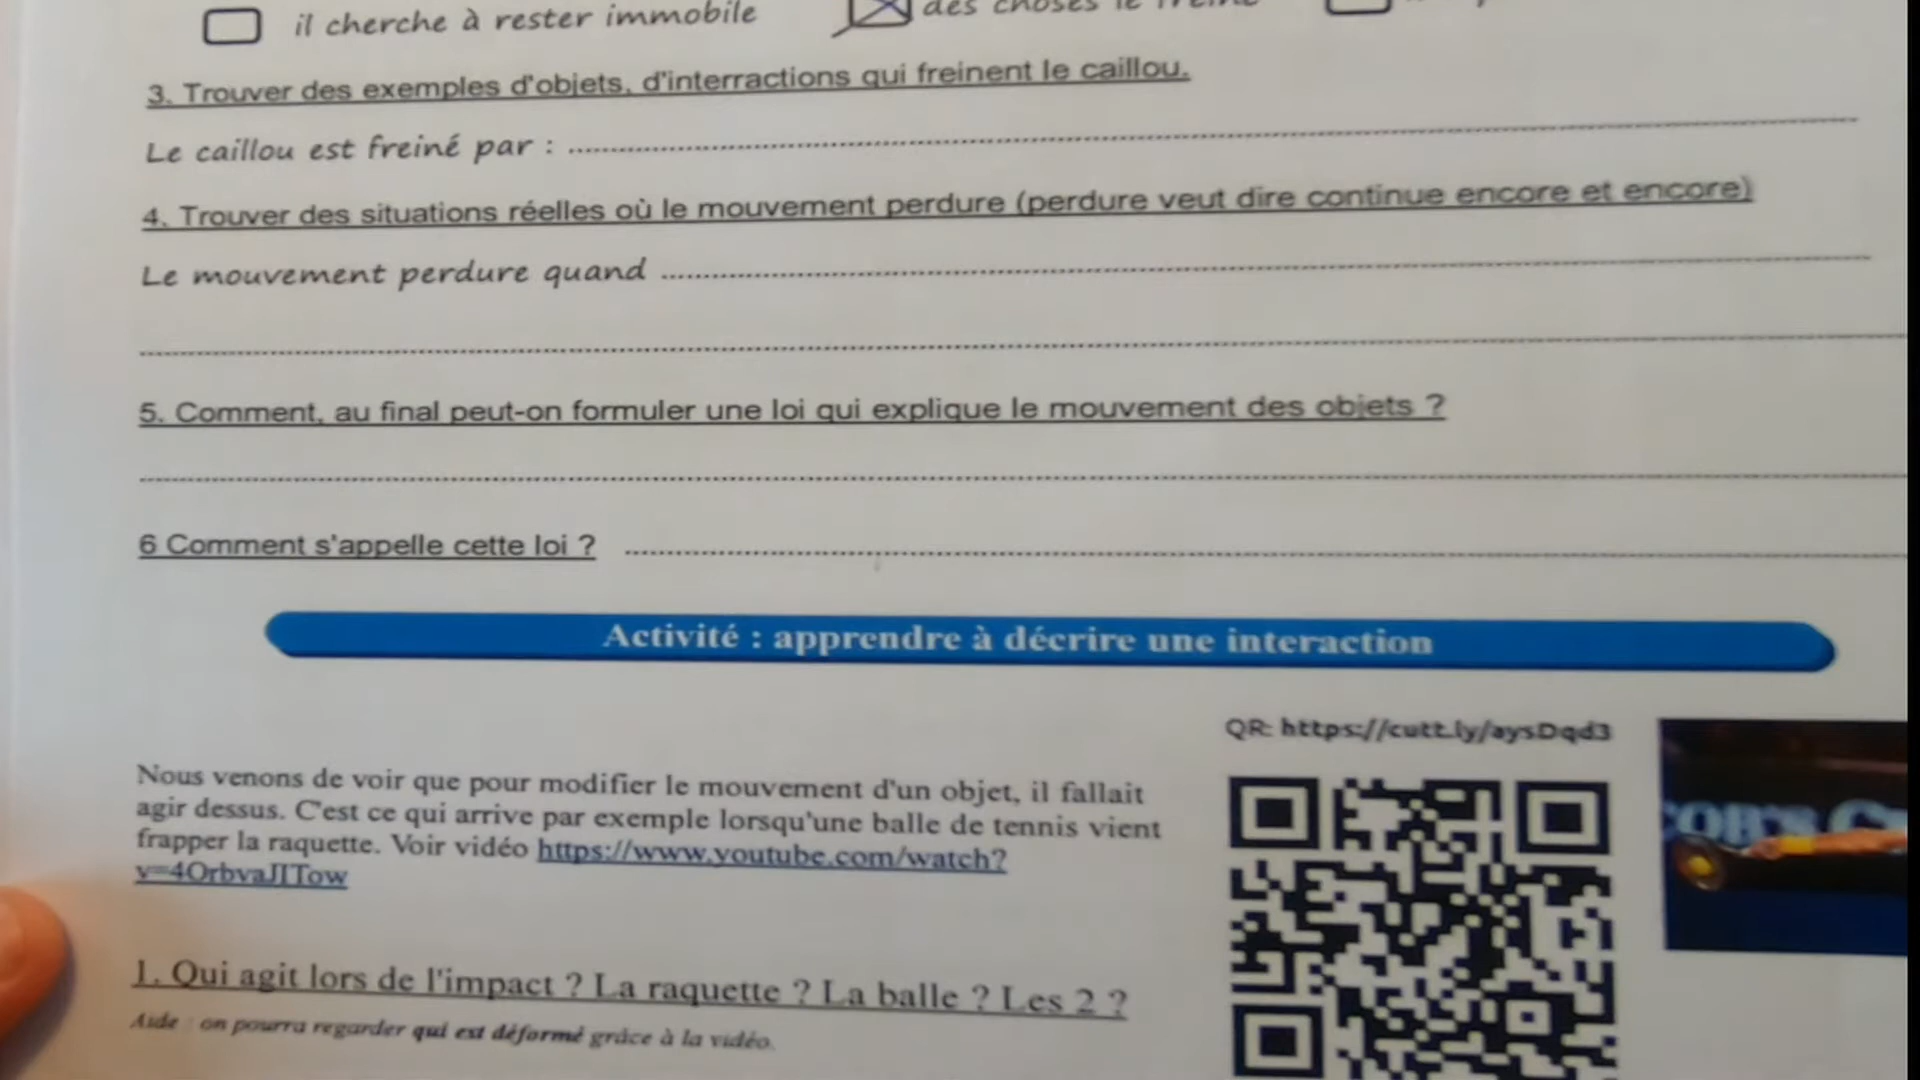 il cherche à rester immobile
des choses le freine
3. Trouver des exemples d'objets, d'interractions qui freinent le caillou.
Le caillou est freiné par : ........................
4. Trouver des situations réelles où le mouvement perdure (perdure veut dire continue encore et encore)
Le mouvement perdure quand ........................
5. Comment, au final peut-on formuler une loi qui explique le mouvement des objets ?
6 Comment s'appelle cette loi ? ........................
Activité : apprendre à décrire une interaction
QR: https://cutt.ly/aysDqd3
Nous venons de voir que pour modifier le mouvement d'un objet, il fallait
agir dessus. C'est ce qui arrive par exemple lorsqu'une balle de tennis vient
frapper la raquette. Voir vidéo https://www.youtube.com/watch?
v=4OrbvaJITow
1. Qui agit lors de l'impact ? La raquette ? La balle ? Les 2 ?
Aide : on pourra regarder qui est déformé grâce à la vidéo.